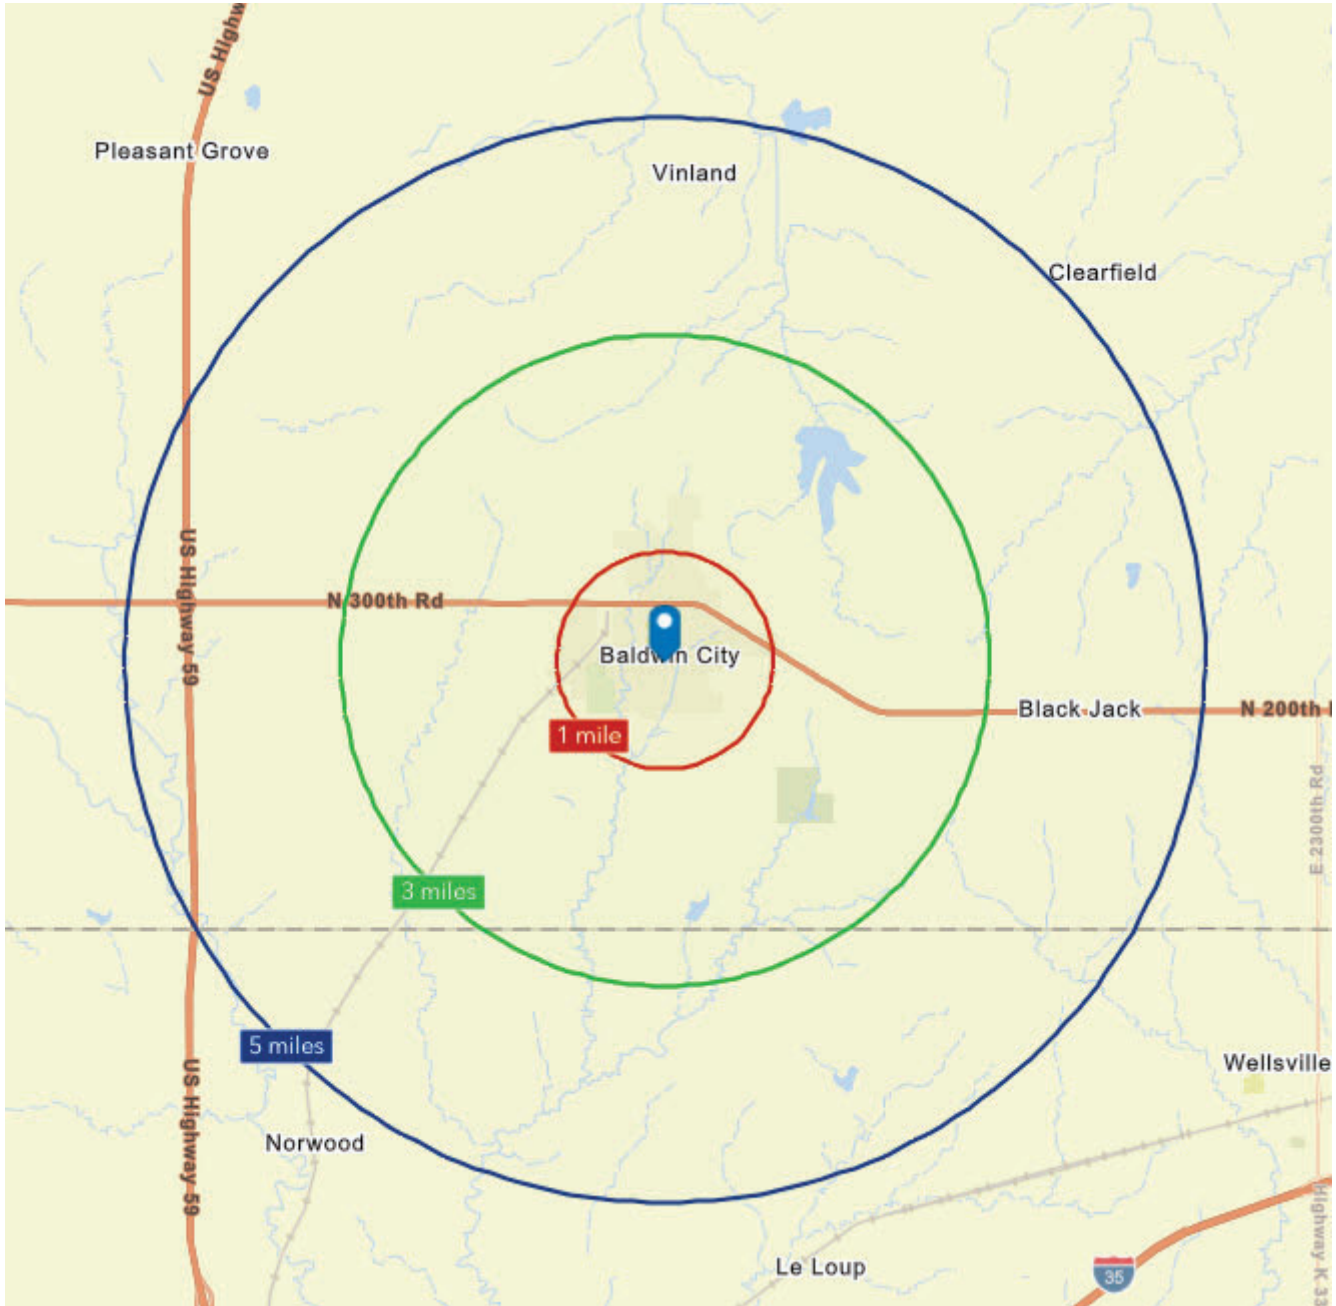 US Highw
Pleasant Grove
Vinland
Clearfield
US Highway 59
N 300th Rd
Baldwin City
Black Jack
N 200th
1 mile
E 2300th Rd
3 miles
5 miles
Wellsville
US Highway 59
Norwood
Highway K 33
Le Loup
35